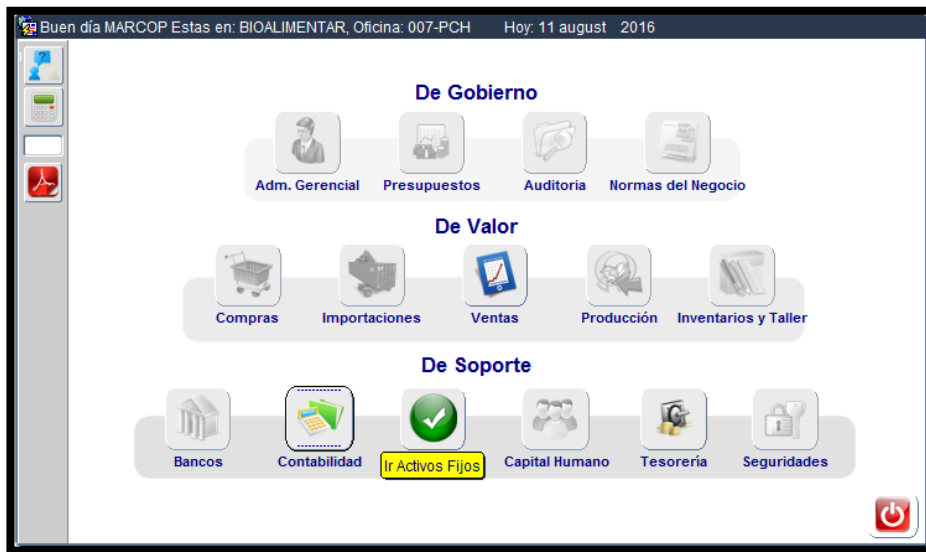 Buen día MARCOP Estas en: BIOALIMENTAR, Oficina: 007-PCH Hoy: 11 august 2016
De Gobierno
Adm. Gerencial Presupuestos Auditoria Normas del Negocio
De Valor
Compras Importaciones Ventas Producción Inventarios y Taller
De Soporte
Bancos Contabilidad Ir Activos Fijos Capital Humano Tesorería Seguridades